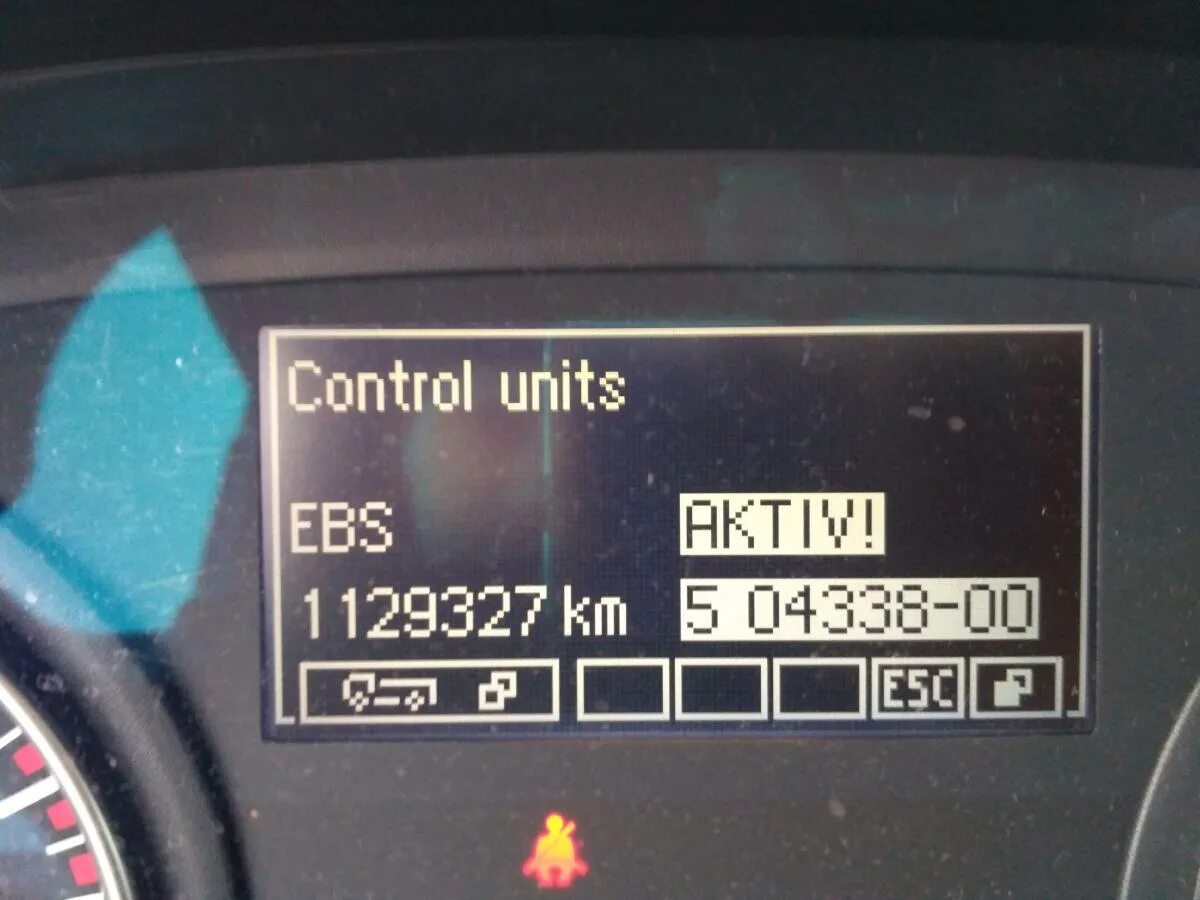 Control units
EBS AKTIV!
1129327 km 5 04338-00
ESC